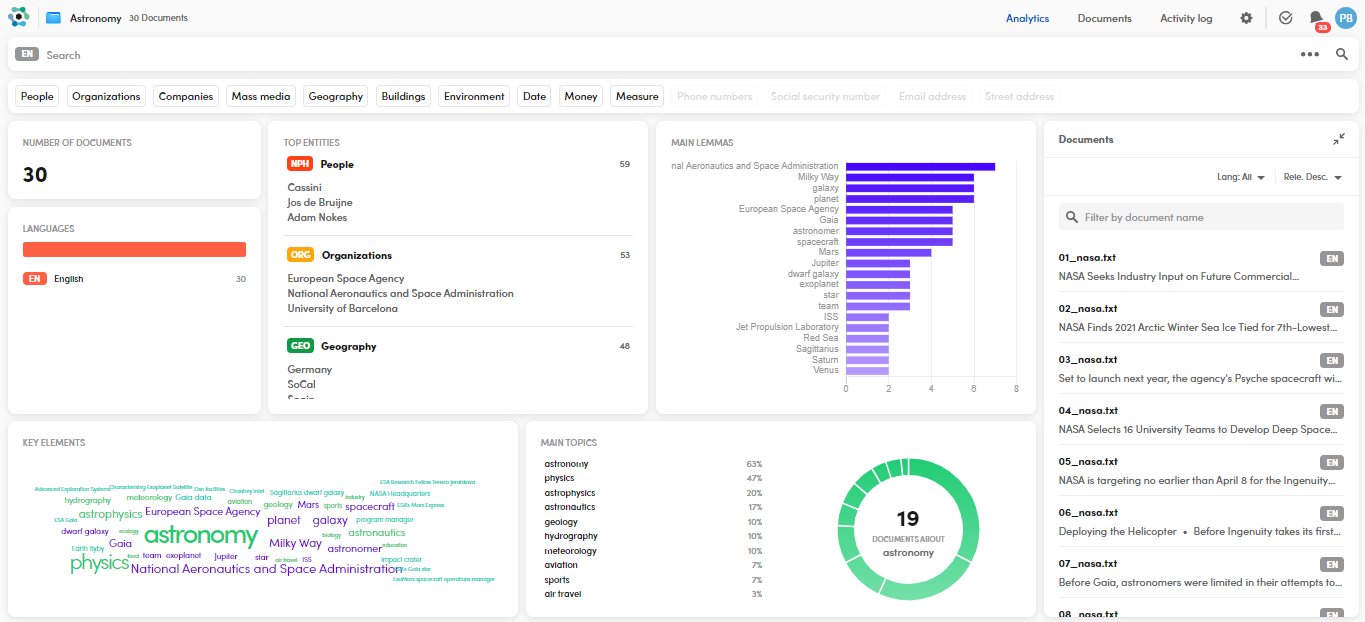 Astronomy 30 Documents
Analytics Documents Activity log 33 PB
EN Search
People Organizations Companies Mass media Geography Buildings Environment Date Money Measure Phone numbers Social security number Email address Street address
NUMBER OF DOCUMENTS
30
LANGUAGES
EN English 30
TOP ENTITIES
NPH People 59
Cassini
Jos de Bruijne
Adam Nokes
ORG Organizations 53
European Space Agency
National Aeronautics and Space Administration
University of Barcelona
GEO Geography 48
Germany
SoCal
Spain
MAIN LEMMAS
nal Aeronautics and Space Administration
Milky Way
galaxy
planet
European Space Agency
Gaia
astronomer
spacecraft
Mars
Jupiter
dwarf galaxy
exoplanet
star
team
ISS
Jet Propulsion Laboratory
Red Sea
Sagittarius
Saturn
Venus
0 2 4 6 8
KEY ELEMENTS
Advanced Exploration Systems Characterising Exoplanet Satellite Dan facilities Chantrey Inlet Sagittarius dwarf galaxy ESA Research Fellow Tereza Jerabkova
hydrography meteorology Gaia data aviation geology Mars sports industry spacecraft NASA Headquarters ESA's Mars Express
ESA Gaia astrophysics European Space Agency planet galaxy program manager
dwarf galaxy ecology astronomy biology astronautics
Earth flyby Gaia Milky Way astronomer education
food team exoplanet Jupiter star air travel ISS impact crater
physics National Aeronautics and Space Administration Gaia star
ExoMars spacecraft operations manager
MAIN TOPICS
astronomy 63%
physics 47%
astrophysics 20%
astronautics 17%
geology 10%
hydrography 10%
meteorology 10%
aviation 7%
sports 7%
air travel 3%
19
DOCUMENTS ABOUT
astronomy
Documents
Lang: All Rele. Desc.
Filter by document name
01_nasa.txt EN
NASA Seeks Industry Input on Future Commercial...
02_nasa.txt EN
NASA Finds 2021 Arctic Winter Sea Ice Tied for 7th-Lowest...
03_nasa.txt EN
Set to launch next year, the agency's Psyche spacecraft wi...
04_nasa.txt EN
NASA Selects 16 University Teams to Develop Deep Space...
05_nasa.txt EN
NASA is targeting no earlier than April 8 for the Ingenuity...
06_nasa.txt EN
Deploying the Helicopter • Before Ingenuity takes its first...
07_nasa.txt EN
Before Gaia, astronomers were limited in their attempts to...
08_nasa.txt EN